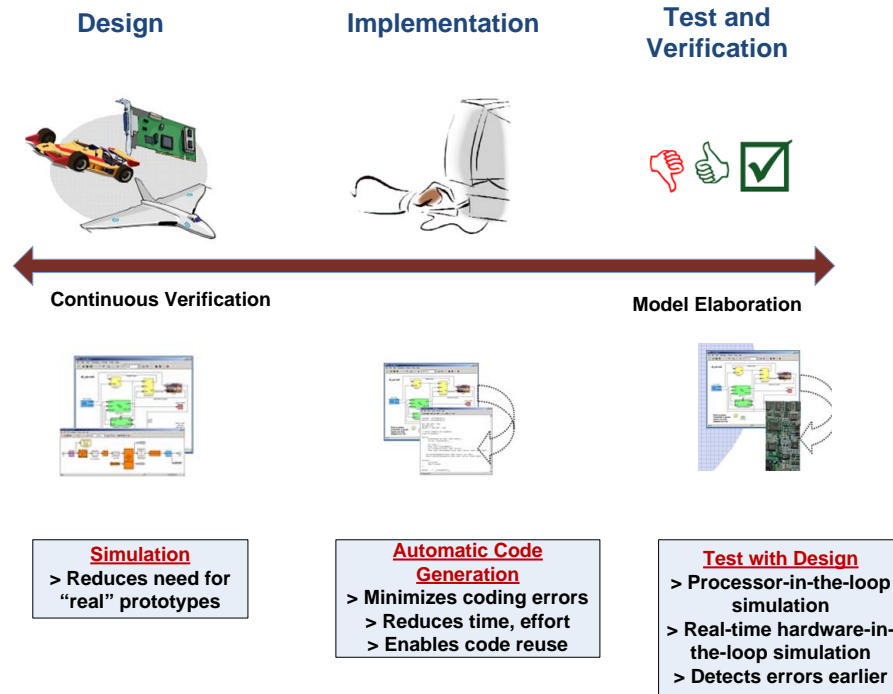 Design
Implementation
Test and
Verification
Continuous Verification
Model Elaboration
Simulation
> Reduces need for
“real” prototypes
Automatic Code
Generation
> Minimizes coding errors
> Reduces time, effort
> Enables code reuse
Test with Design
> Processor-in-the-loop
simulation
> Real-time hardware-in-
the-loop simulation
> Detects errors earlier